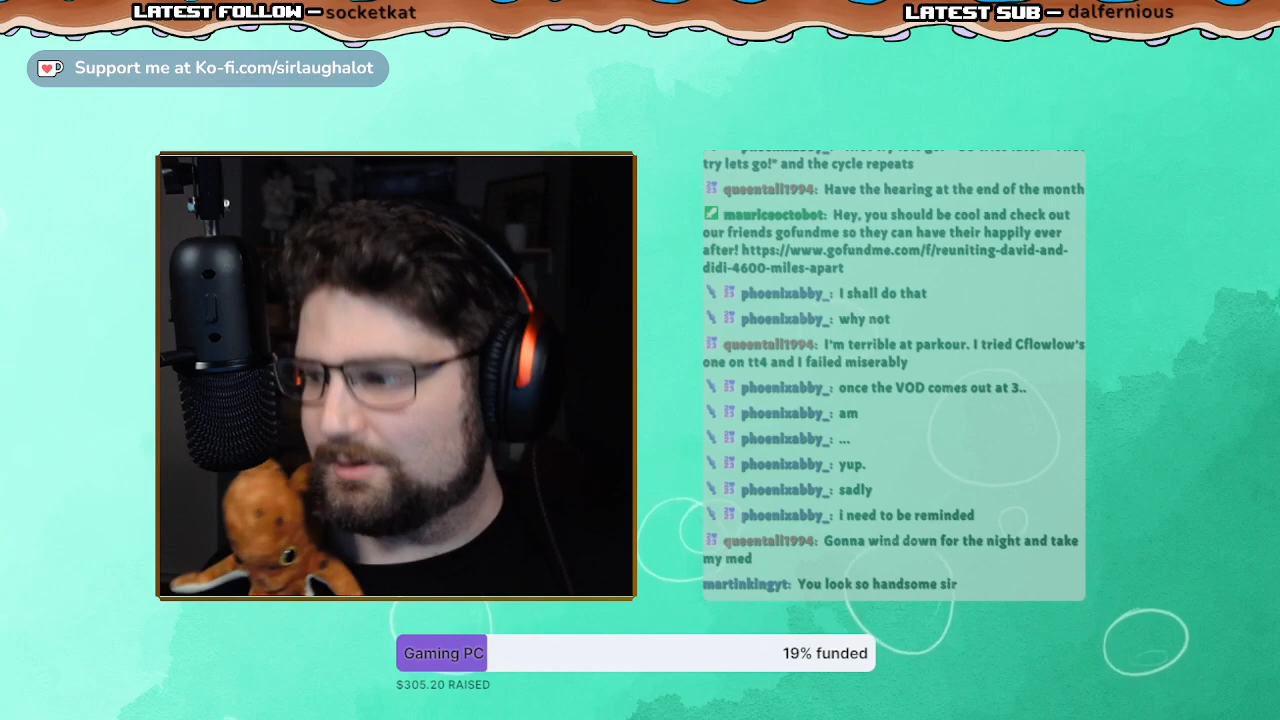 LATEST FOLLOW — socketkat
LATEST SUB — dalfernious
Support me at Ko-fi.com/sirlaughalot
try lets go!" and the cycle repeats
queentall1994: Have the hearing at the end of the month
mauriceoctobot: Hey, you should be cool and check out
our friends gofundme so they can have their happily ever
after! https://www.gofundme.com/f/reuniting-david-and-
didi-4600-miles-apart
phoenixabby_: I shall do that
phoenixabby_: why not
queentall1994: I'm terrible at parkour. I tried Cflowlow's
one on tt4 and I failed miserably
phoenixabby_: once the VOD comes out at 3..
phoenixabby_: am
phoenixabby_: ...
phoenixabby_: yup.
phoenixabby_: sadly
phoenixabby_: i need to be reminded
queentall1994: Gonna wind down for the night and take
my med
martinkingyt: You look so handsome sir
Gaming PC
19% funded
$305.20 RAISED